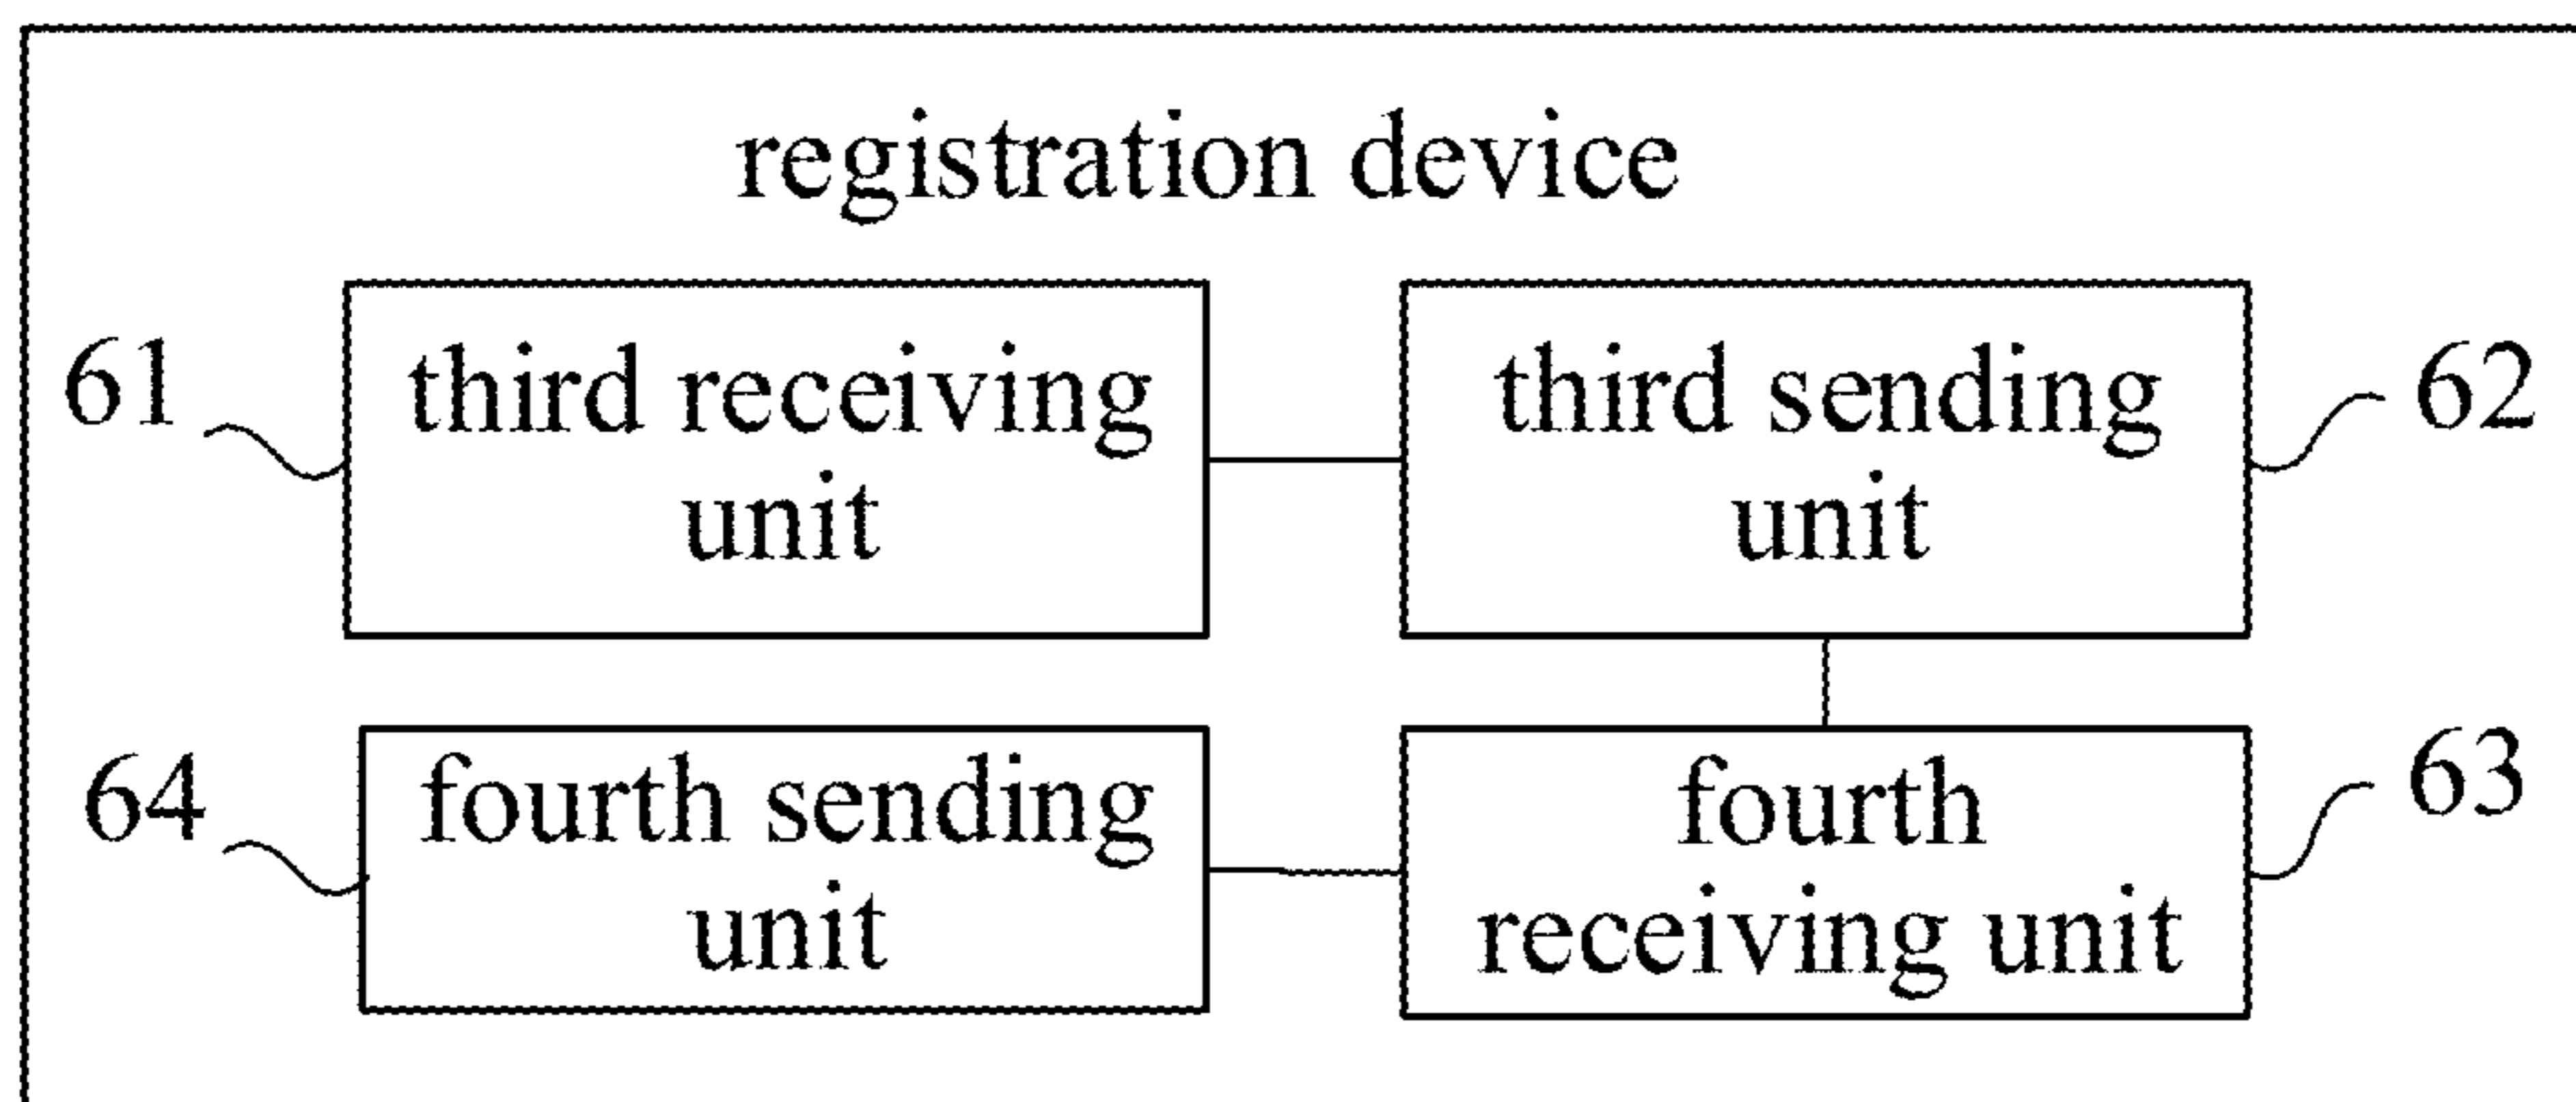 registration device
61
third receiving
unit
third sending
unit
62
64
fourth sending
unit
fourth
receiving unit
63